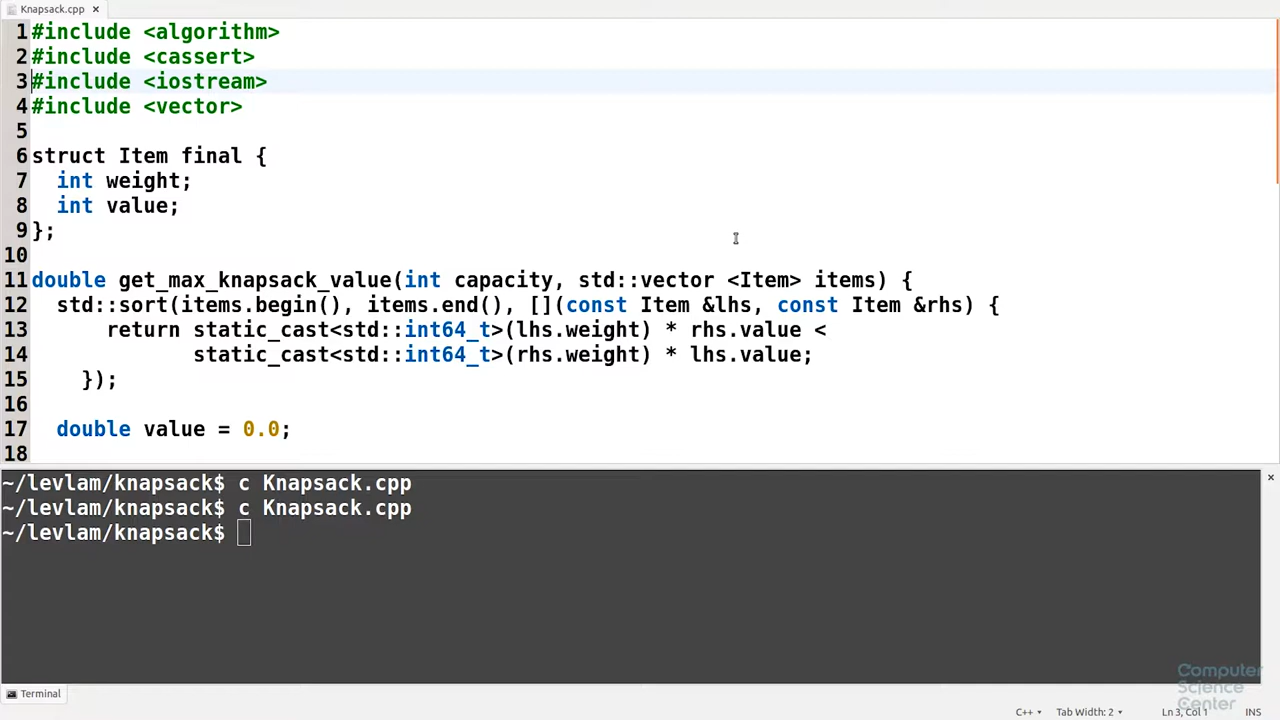 Knapsack.cpp ×
1 #include <algorithm>
2 #include <cassert>
3 #include <iostream>
4 #include <vector>
5
6 struct Item final {
7   int weight;
8   int value;
9 };
10
11 double get_max_knapsack_value(int capacity, std::vector <Item> items) {
12   std::sort(items.begin(), items.end(), [](const Item &lhs, const Item &rhs) {
13       return static_cast<std::int64_t>(lhs.weight) * rhs.value <
14              static_cast<std::int64_t>(rhs.weight) * lhs.value;
15     });
16
17   double value = 0.0;
18
~/levlam/knapsack$ c Knapsack.cpp
~/levlam/knapsack$ c Knapsack.cpp
~/levlam/knapsack$
Computer
Science
Center
Terminal
C++ Tab Width: 2 Ln 3, Col 1 INS